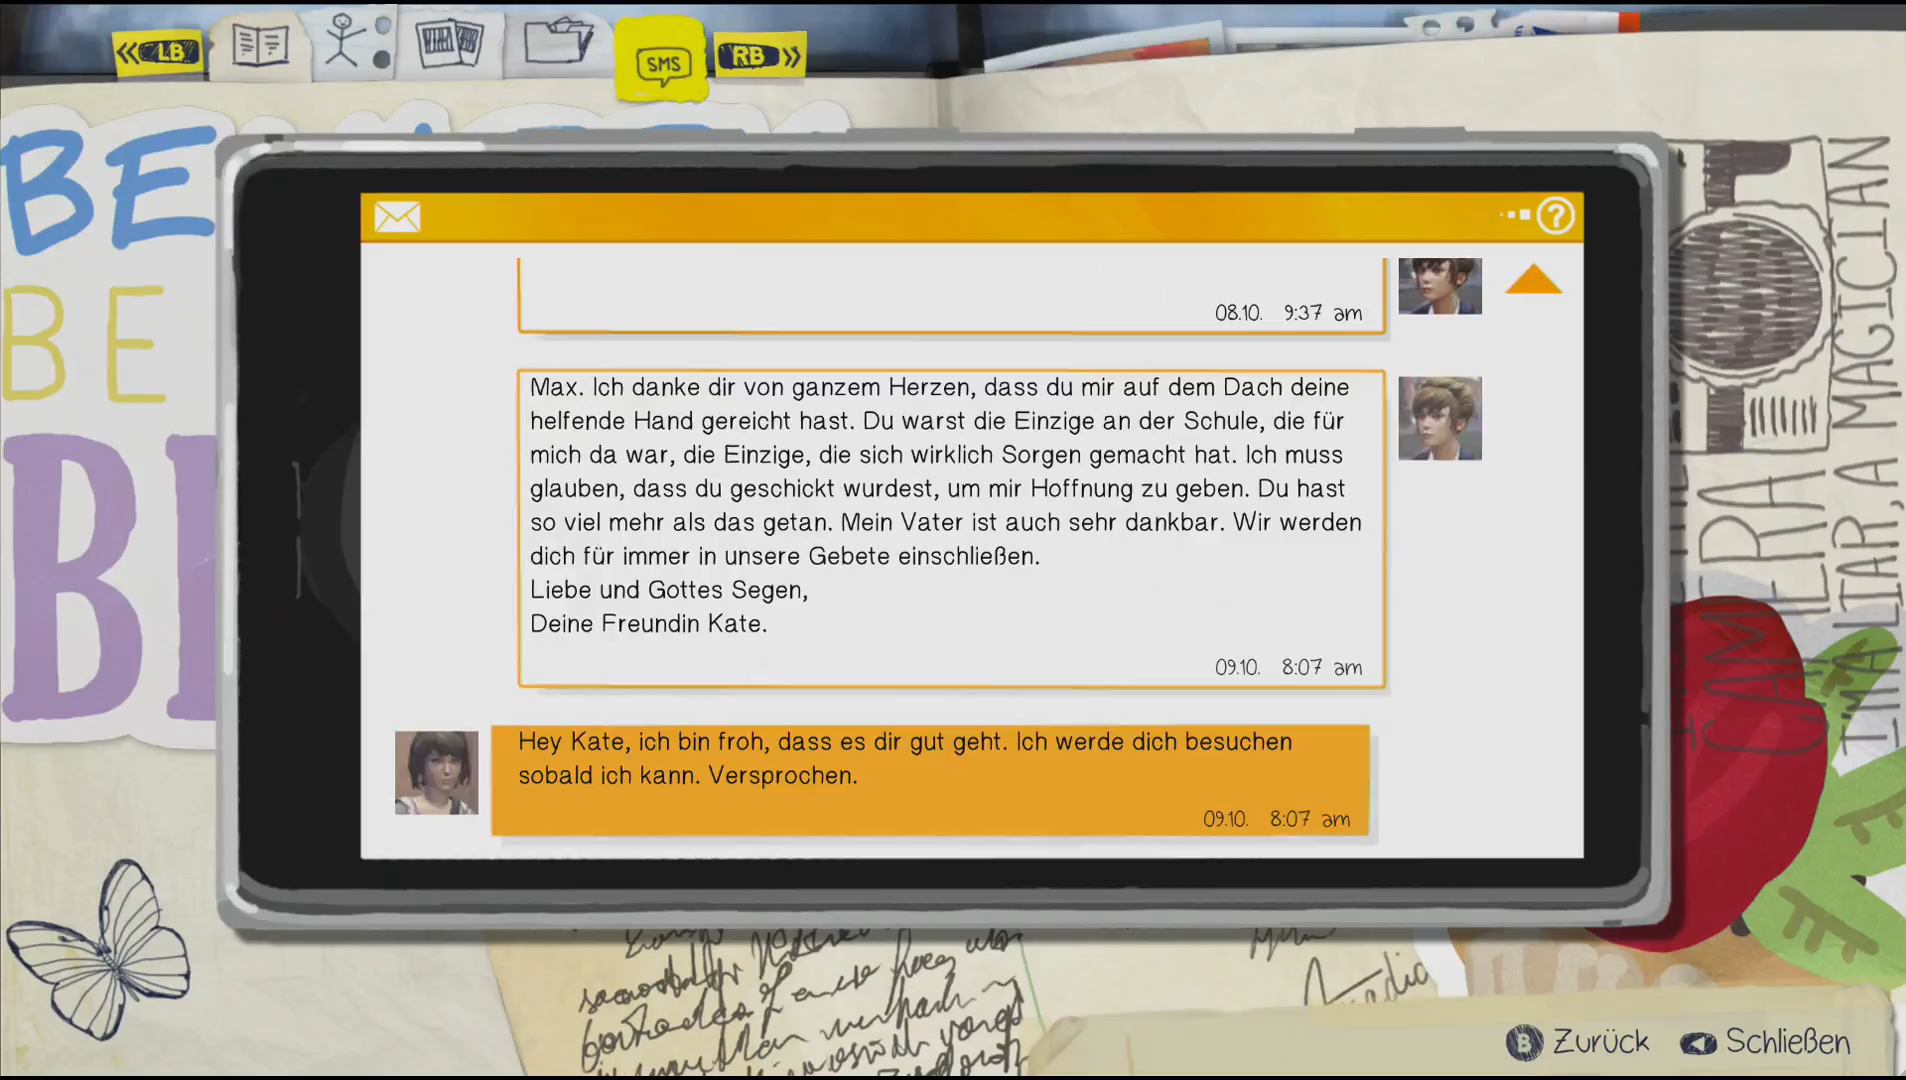 LB
SMS
RB
BE
BE
?
08.10. 9:37 am
Max. Ich danke dir von ganzem Herzen, dass du mir auf dem Dach deine
helfende Hand gereicht hast. Du warst die Einzige an der Schule, die für
mich da war, die Einzige, die sich wirklich Sorgen gemacht hat. Ich muss
glauben, dass du geschickt wurdest, um mir Hoffnung zu geben. Du hast
so viel mehr als das getan. Mein Vater ist auch sehr dankbar. Wir werden
dich für immer in unsere Gebete einschließen.
Liebe und Gottes Segen,
Deine Freundin Kate.
09.10. 8:07 am
Hey Kate, ich bin froh, dass es dir gut geht. Ich werde dich besuchen
sobald ich kann. Versprochen.
09.10. 8:07 am
CAMERA
LIAR, A MAGICIAN
B Zurück
Schließen